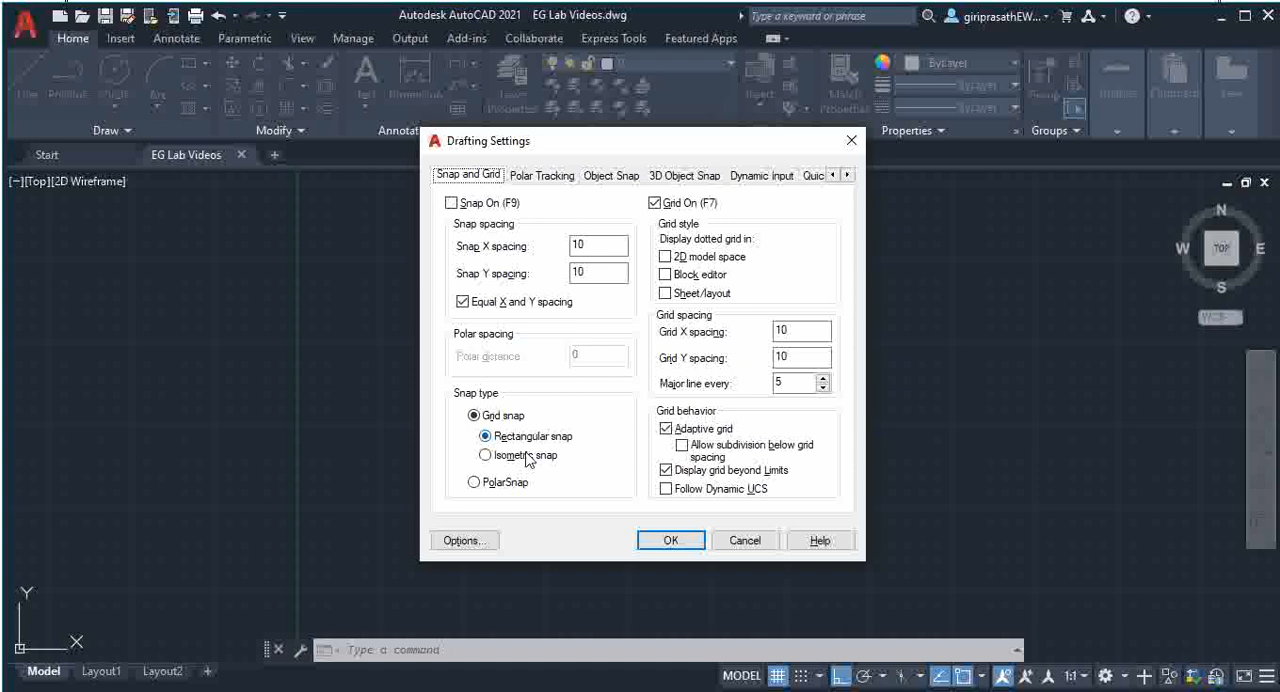 Autodesk AutoCAD 2021 EG Lab Videos.dwg Type a keyword or phrase giriprasathEW...
Home Insert Annotate Parametric View Manage Output Add-ins Collaborate Express Tools Featured Apps
ByLayer
Draw Modify Annotat Properties Groups
Start EG Lab Videos
[−][Top][2D Wireframe]
Drafting Settings
Snap and Grid Polar Tracking Object Snap 3D Object Snap Dynamic Input Quic
Snap On (F9)
Snap spacing
Snap X spacing: 10
Snap Y spacing: 10
Equal X and Y spacing
Polar spacing
Polar distance 0
Snap type
Grid snap
Rectangular snap
Isometric snap
PolarSnap
Grid On (F7)
Grid style
Display dotted grid in:
2D model space
Block editor
Sheet/layout
Grid spacing
Grid X spacing: 10
Grid Y spacing: 10
Major line every: 5
Grid behavior
Adaptive grid
Allow subdivision below grid
spacing
Display grid beyond Limits
Follow Dynamic UCS
Options... OK Cancel Help
N
W TOP E
S
WCS
Y
X
Type a command
Model Layout1 Layout2 +
MODEL 1:1